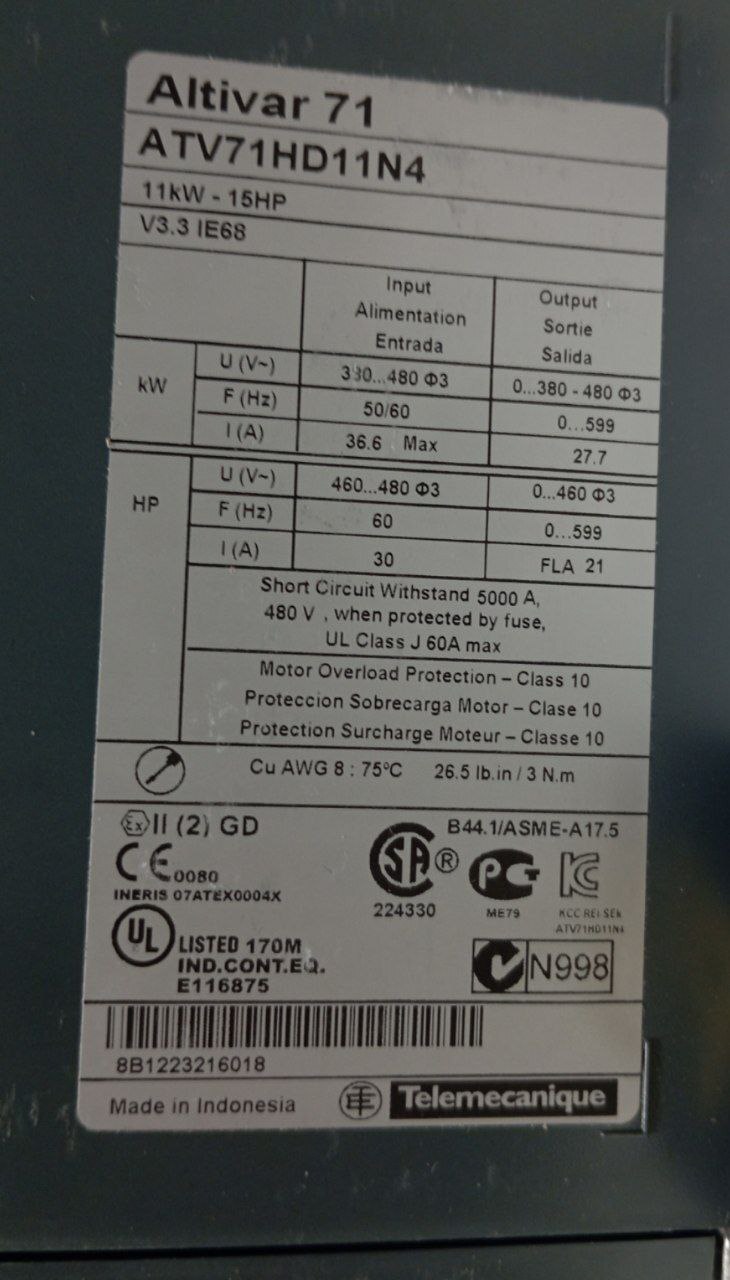 Altivar 71
ATV71HD11N4
11kW - 15HP
V3.3 IE68
Input Output
Alimentation Sortie
Entrada Salida
kW U (V~) 380...480 Φ3 0...380 - 480 Φ3
F (Hz) 50/60 0...599
I (A) 36.6 Max 27.7
HP U (V~) 460...480 Φ3 0...460 Φ3
F (Hz) 60 0...599
I (A) 30 FLA 21
Short Circuit Withstand 5000 A,
480 V , when protected by fuse,
UL Class J 60A max
Motor Overload Protection – Class 10
Proteccion Sobrecarga Motor – Clase 10
Protection Surcharge Moteur – Classe 10
Cu AWG 8 : 75°C 26.5 lb.in / 3 N.m
Ex II (2) GD
B44.1/ASME-A17.5
CE 0080
SA ®
PCT
KC
INERIS 07ATEX0004X
224330
ME79
KCC REI SEK
ATV71HD11N4
UL LISTED 170M
IND.CONT.EQ.
E116875
N998
8B1223216018
Made in Indonesia
Telemecanique